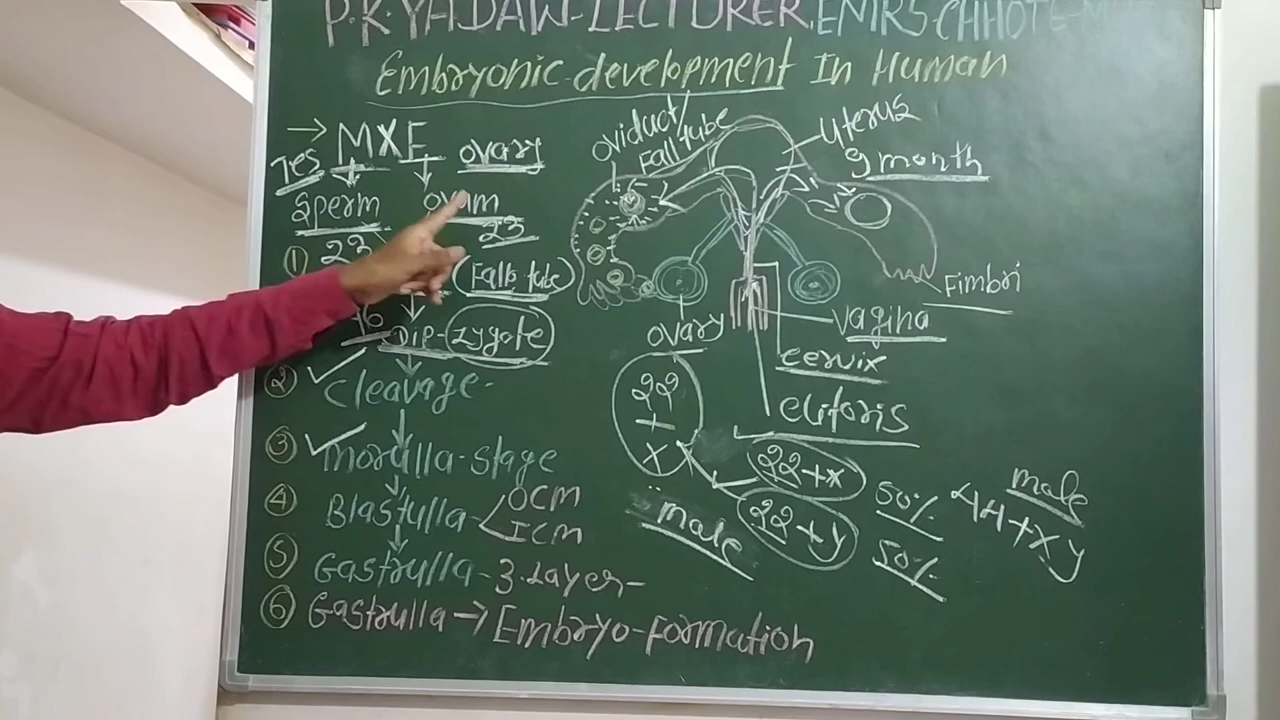 P.K.YADAW-LECTURER, ENIRS-CHHOTE-M
Embryonic-development In Human
→ M X F
Tes
ovary
Sperm
ovam
① 23
23
(Fallo tube)
46
Dip-zygote
② Cleavage-
③ morulla-stage
④ Blastulla- OCM
ICM
⑤ Gastrulla-3.Layer-
⑥ Gastrulla → Embryo-Formation
oviduct/
Fall tube
uterus
9 month
Fimbri
ovary
vagina
cervix
clitoris
22
+
X
22+x
22+y
50%
50%
male
male
44+xy